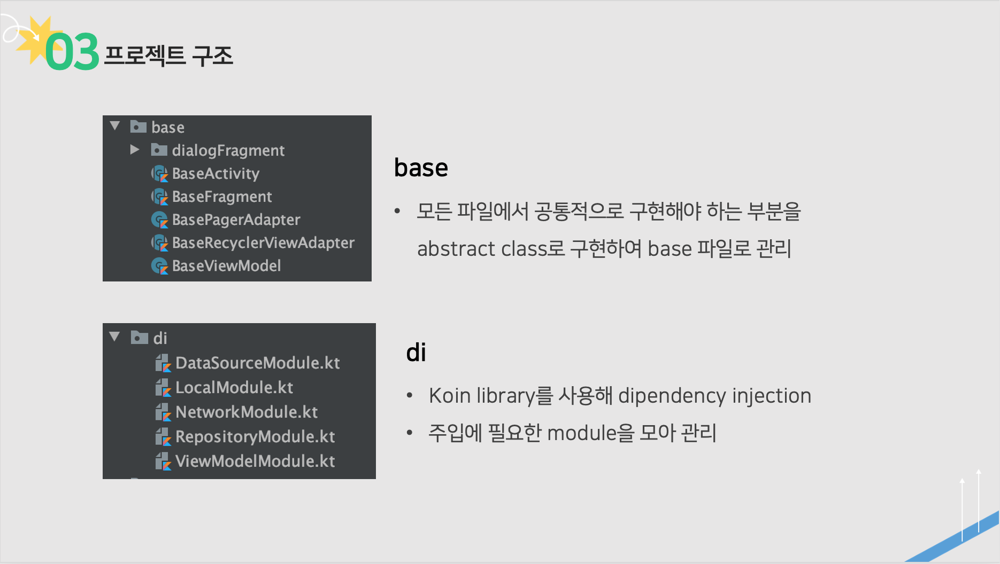 03 프로젝트 구조
base
dialogFragment
BaseActivity
BaseFragment
BasePagerAdapter
BaseRecyclerViewAdapter
BaseViewModel
base
• 모든 파일에서 공통적으로 구현해야 하는 부분을
abstract class로 구현하여 base 파일로 관리
di
DataSourceModule.kt
LocalModule.kt
NetworkModule.kt
RepositoryModule.kt
ViewModelModule.kt
di
• Koin library를 사용해 dipendency injection
• 주입에 필요한 module을 모아 관리